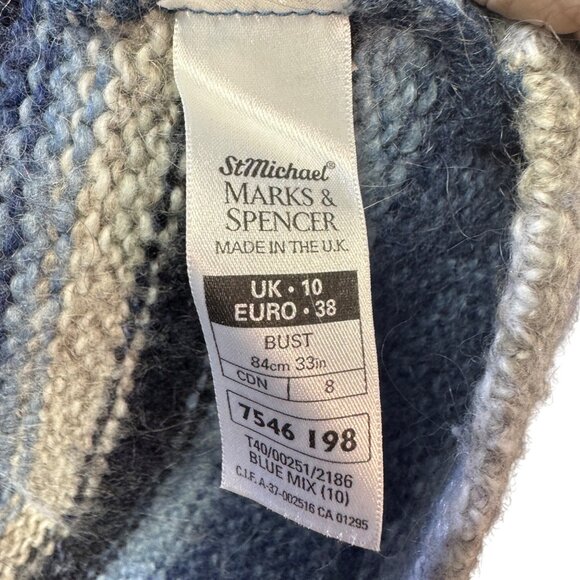 StMichael®
MARKS &
SPENCER
MADE IN THE U.K.
UK • 10
EURO • 38
BUST
84cm 33in
CDN 8
7546 198
T40/00251/2186
BLUE MIX (10)
C.I.F. A-37-002516 CA 01295